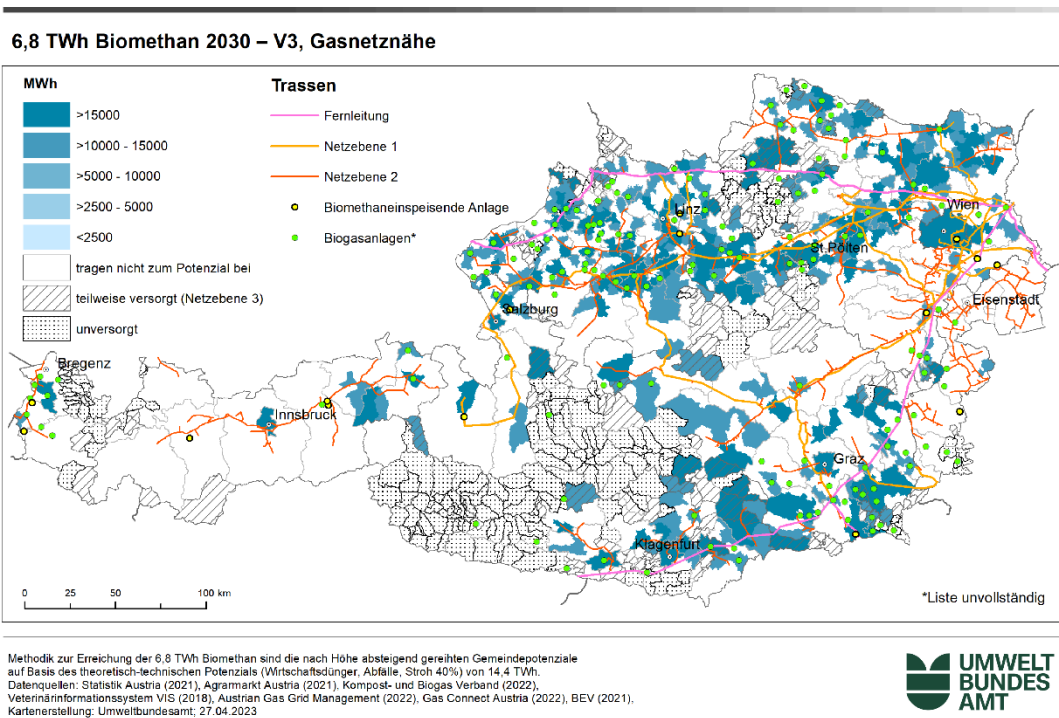 6,8 TWh Biomethan 2030 – V3, Gasnetznähe
MWh
>15000
>10000 - 15000
>5000 - 10000
>2500 - 5000
<2500
tragen nicht zum Potenzial bei
teilweise versorgt (Netzebene 3)
unversorgt
Trassen
Fernleitung
Netzebene 1
Netzebene 2
Biomethaneinspeisende Anlage
Biogasanlagen*
Linz
Wien
St.Pölten
Eisenstadt
Salzburg
Bregenz
Innsbruck
Graz
Klagenfurt
0 25 50 100 km
*Liste unvollständig
Methodik zur Erreichung der 6,8 TWh Biomethan sind die nach Höhe absteigend gereihten Gemeindepotenziale
auf Basis des theoretisch-technischen Potenzials (Wirtschaftsdünger, Abfälle, Stroh 40%) von 14,4 TWh.
Datenquellen: Statistik Austria (2021), Agrarmarkt Austria (2021), Kompost- und Biogas Verband (2022),
Veterinärinformationssystem VIS (2018), Austrian Gas Grid Management (2022), Gas Connect Austria (2022), BEV (2021),
Kartenerstellung: Umweltbundesamt; 27.04.2023
UMWELT
BUNDES
AMT